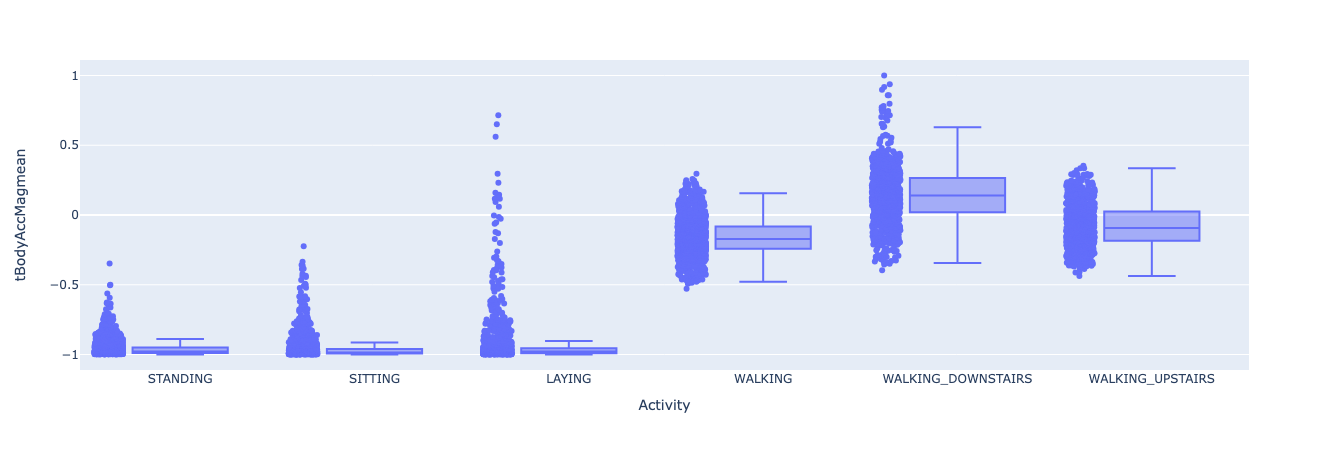 1
0.5
0
−0.5
−1
tBodyAccMagmean
STANDING
SITTING
LAYING
WALKING
WALKING_DOWNSTAIRS
WALKING_UPSTAIRS
Activity